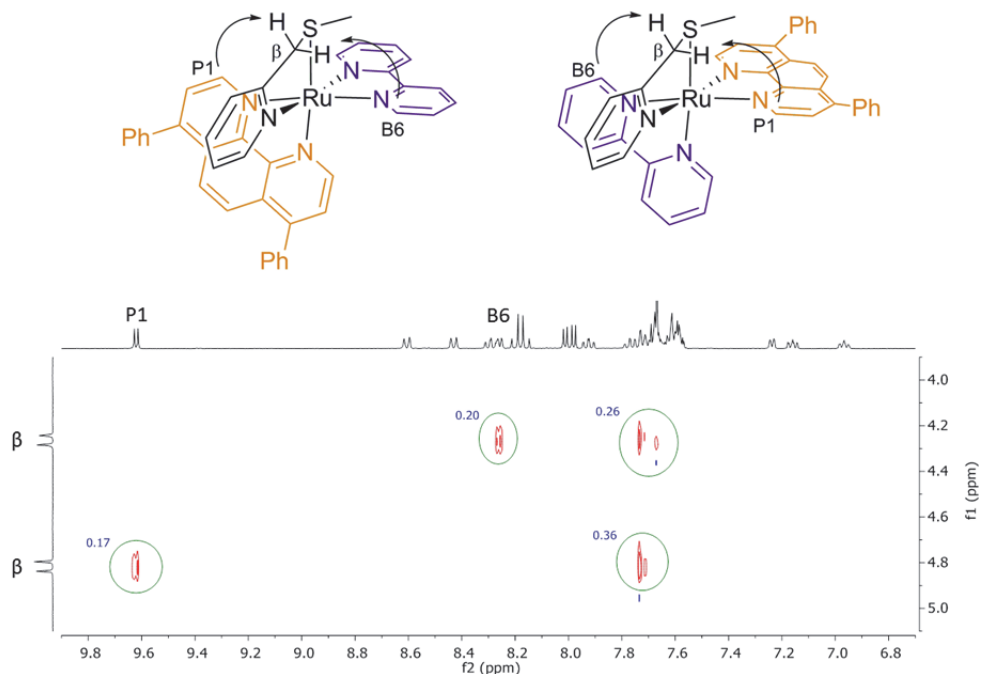 H S
β H
P1
N
N Ru N
N B6
N
Ph
Ph
H S
β H
Ph
B6
N
N Ru N
N P1
N
Ph
P1
B6
0.20
0.26
0.17
0.36
β
β
4.0
4.2
4.4
4.6
4.8
5.0
f1 (ppm)
9.8 9.6 9.4 9.2 9.0 8.8 8.6 8.4 8.2 8.0 7.8 7.6 7.4 7.2 7.0 6.8
f2 (ppm)